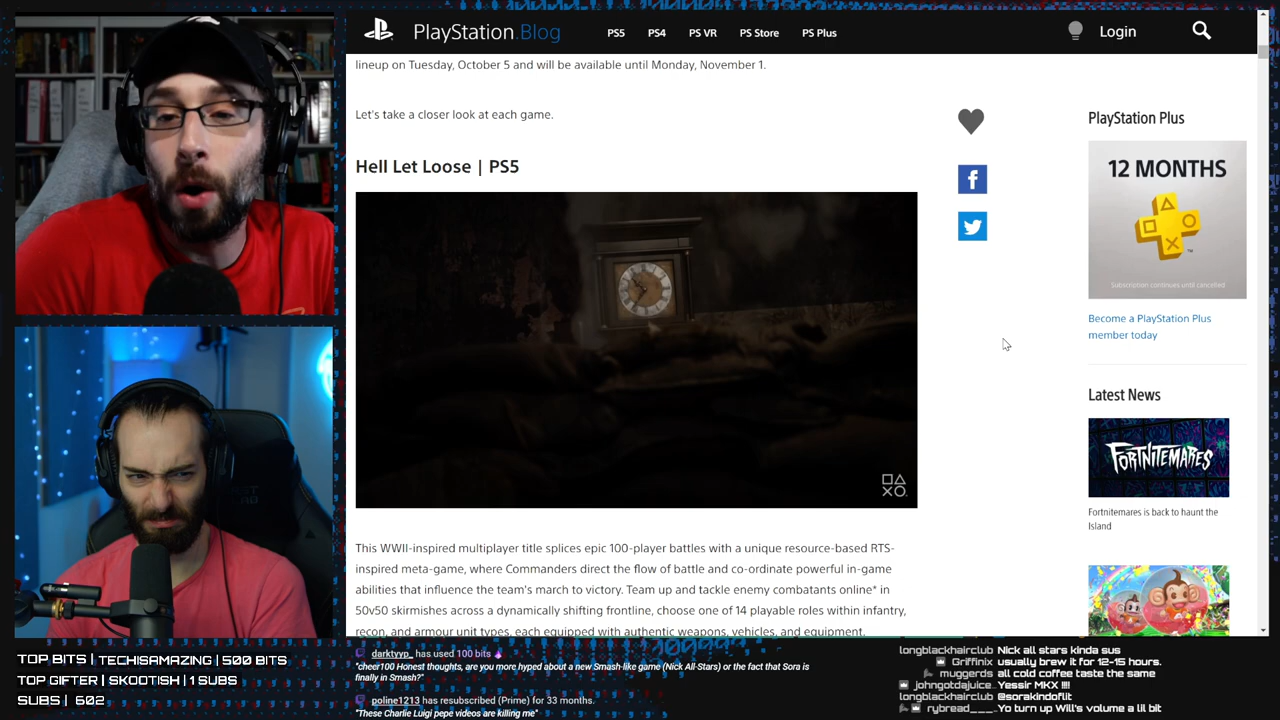 PlayStation.Blog
PS5
PS4
PS VR
PS Store
PS Plus
Login
lineup on Tuesday, October 5 and will be available until Monday, November 1.
Let's take a closer look at each game.
Hell Let Loose | PS5
This WWII-inspired multiplayer title splices epic 100-player battles with a unique resource-based RTS-
inspired meta-game, where Commanders direct the flow of battle and co-ordinate powerful in-game
abilities that influence the team's march to victory. Team up and tackle enemy combatants online* in
50v50 skirmishes across a dynamically shifting frontline, choose one of 14 playable roles within infantry,
recon, and armour unit types, each equipped with authentic weapons, vehicles, and equipment.
PlayStation Plus
12 MONTHS
Subscription continues until cancelled
Become a PlayStation Plus
member today
Latest News
FORTNITEMARES
Fortnitemares is back to haunt the
Island
TOP BITS | TECHISAMAZING | 500 BITS
TOP GIFTER | SKOOTISH | 1 SUBS
SUBS | 602
darktyyp_ has used 100 bits
"cheer100 Honest thoughts, are you more hyped about a new Smash-like game (Nick All-Stars) or the fact that Sora is
finally in Smash?"
poline1213 has resubscribed (Prime) for 33 months.
"These Charlie Luigi pepe videos are killing me"
longblackhairclub Nick all stars kinda sus
Griffinix usually brew it for 12-15 hours.
muggerds all cold coffee taste the same
johngotdajuice_ Yessir MKX !!!!
longblackhairclub @sorakindoflit
rybread___ Yo turn up Will's volume a lil bit